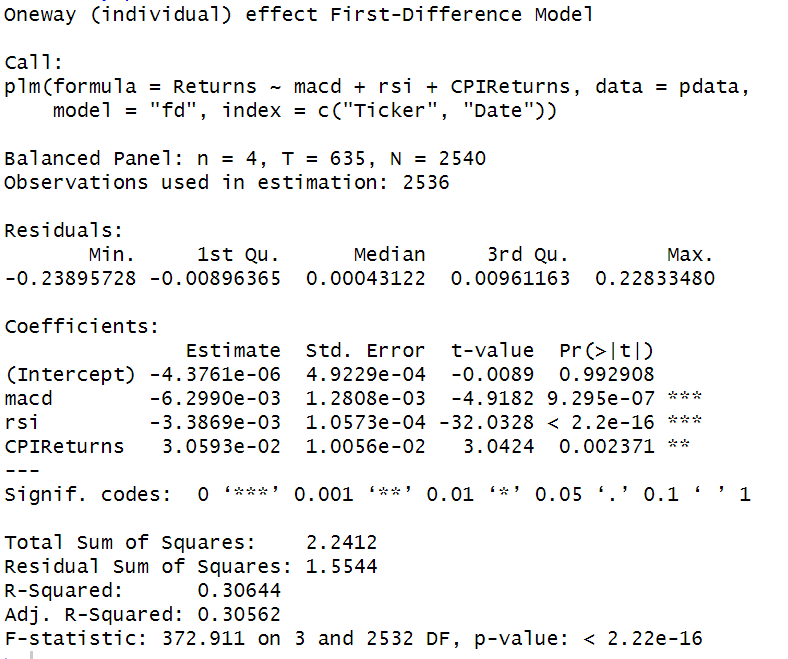 Oneway (individual) effect First-Difference Model
Call:
plm(formula = Returns ~ macd + rsi + CPIReturns, data = pdata,
    model = "fd", index = c("Ticker", "Date"))
Balanced Panel: n = 4, T = 635, N = 2540
Observations used in estimation: 2536
Residuals:
       Min.     1st Qu.      Median     3rd Qu.        Max.
-0.23895728 -0.00896365  0.00043122  0.00961163  0.22833480
Coefficients:
               Estimate  Std. Error  t-value  Pr(>|t|)
(Intercept) -4.3761e-06  4.9229e-04  -0.0089  0.992908
macd        -6.2990e-03  1.2808e-03  -4.9182 9.295e-07 ***
rsi         -3.3869e-03  1.0573e-04 -32.0328 < 2.2e-16 ***
CPIReturns   3.0593e-02  1.0056e-02   3.0424  0.002371 **
---
Signif. codes:  0 ‘***’ 0.001 ‘**’ 0.01 ‘*’ 0.05 ‘.’ 0.1 ‘ ’ 1
Total Sum of Squares:    2.2412
Residual Sum of Squares: 1.5544
R-Squared:      0.30644
Adj. R-Squared: 0.30562
F-statistic: 372.911 on 3 and 2532 DF, p-value: < 2.22e-16